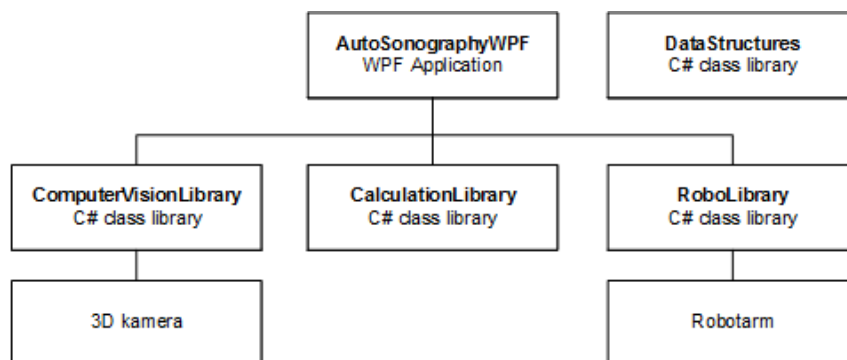 AutoSonographyWPF
WPF Application
DataStructures
C# class library
ComputerVisionLibrary
C# class library
CalculationLibrary
C# class library
RoboLibrary
C# class library
3D kamera
Robotarm